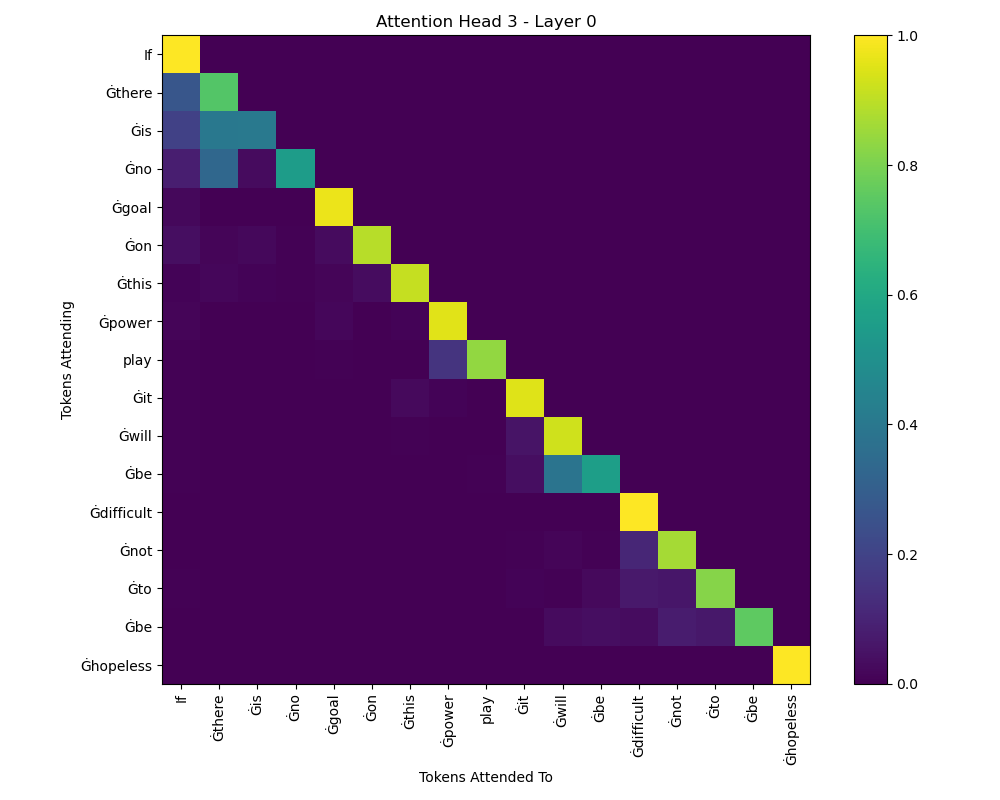 Attention Head 3 - Layer 0
Tokens Attending
If
Ġthere
Ġis
Ġno
Ġgoal
Ġon
Ġthis
Ġpower
play
Ġit
Ġwill
Ġbe
Ġdifficult
Ġnot
Ġto
Ġbe
Ġhopeless
If
Ġthere
Ġis
Ġno
Ġgoal
Ġon
Ġthis
Ġpower
play
Ġit
Ġwill
Ġbe
Ġdifficult
Ġnot
Ġto
Ġbe
Ġhopeless
Tokens Attended To
1.0
0.8
0.6
0.4
0.2
0.0